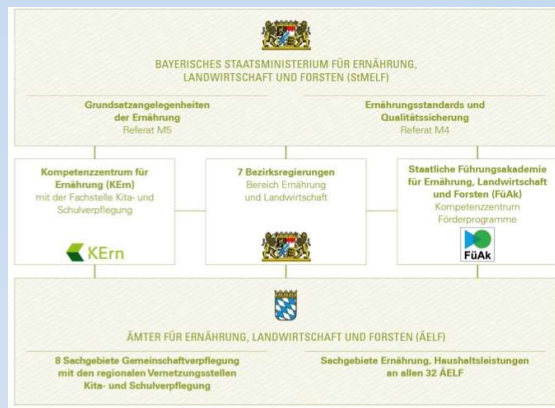 BAYERISCHES STAATSMINISTERIUM FÜR ERNÄHRUNG,
LANDWIRTSCHAFT UND FORSTEN (StMELF)
Grundsatzangelegenheiten
der Ernährung
Referat M5
Ernährungsstandards und
Qualitätssicherung
Referat M4
Kompetenzzentrum für
Ernährung (KErn)
mit der Fachstelle Kita- und
Schulverpflegung
KErn
7 Bezirksregierungen
Bereich Ernährung
und Landwirtschaft
Staatliche Führungsakademie
für Ernährung, Landwirtschaft
und Forsten (FüAk)
Kompetenzzentrum
Förderprogramme
FüAk
ÄMTER FÜR ERNÄHRUNG, LANDWIRTSCHAFT UND FORSTEN (ÄELF)
8 Sachgebiete Gemeinschaftverpflegung
mit den regionalen Vernetzungsstellen
Kita- und Schulverpflegung
Sachgebiete Ernährung, Haushaltsleistungen
an allen 32 ÄELF